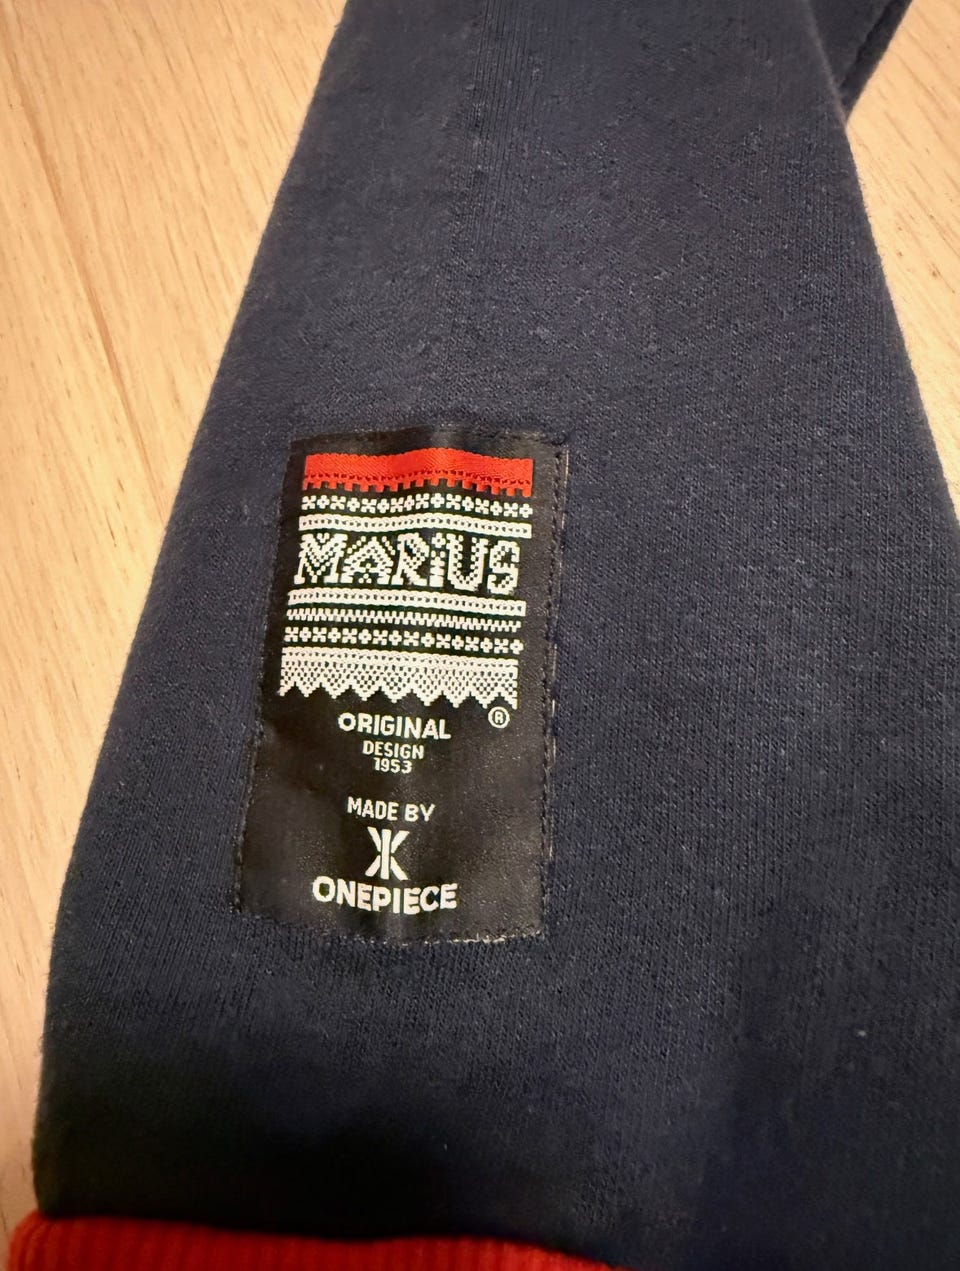 MARiUS
®
ORIGINAL
DESIGN
1953
MADE BY
ONEPIECE